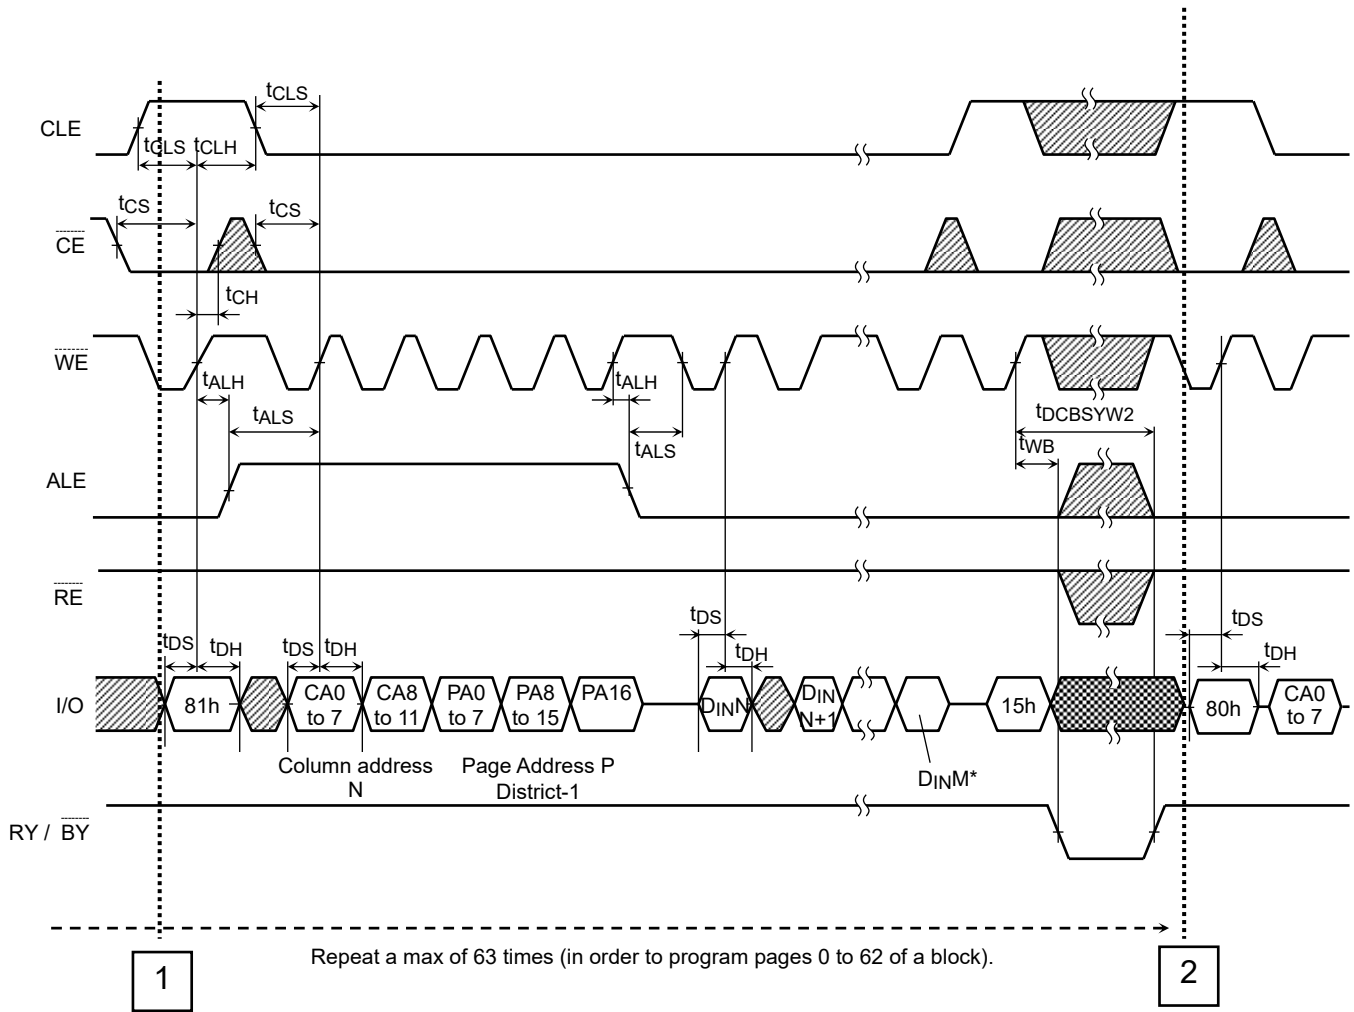 tCLS
CLE
tCLS tCLH
tCS tCS
CE
tCH
WE
tALH tALH
tDCBSYW2
tALS
tALS
tWB
ALE
RE
tDS tDS
tDS tDH tDS tDH tDH tDH
I/O
81h
CA0 to 7
CA8 to 11
PA0 to 7
PA8 to 15
PA16
DINN
DIN N+1
15h
80h
CA0 to 7
Column address
N
Page Address P
District-1
DINM*
RY / BY
Repeat a max of 63 times (in order to program pages 0 to 62 of a block).
1
2